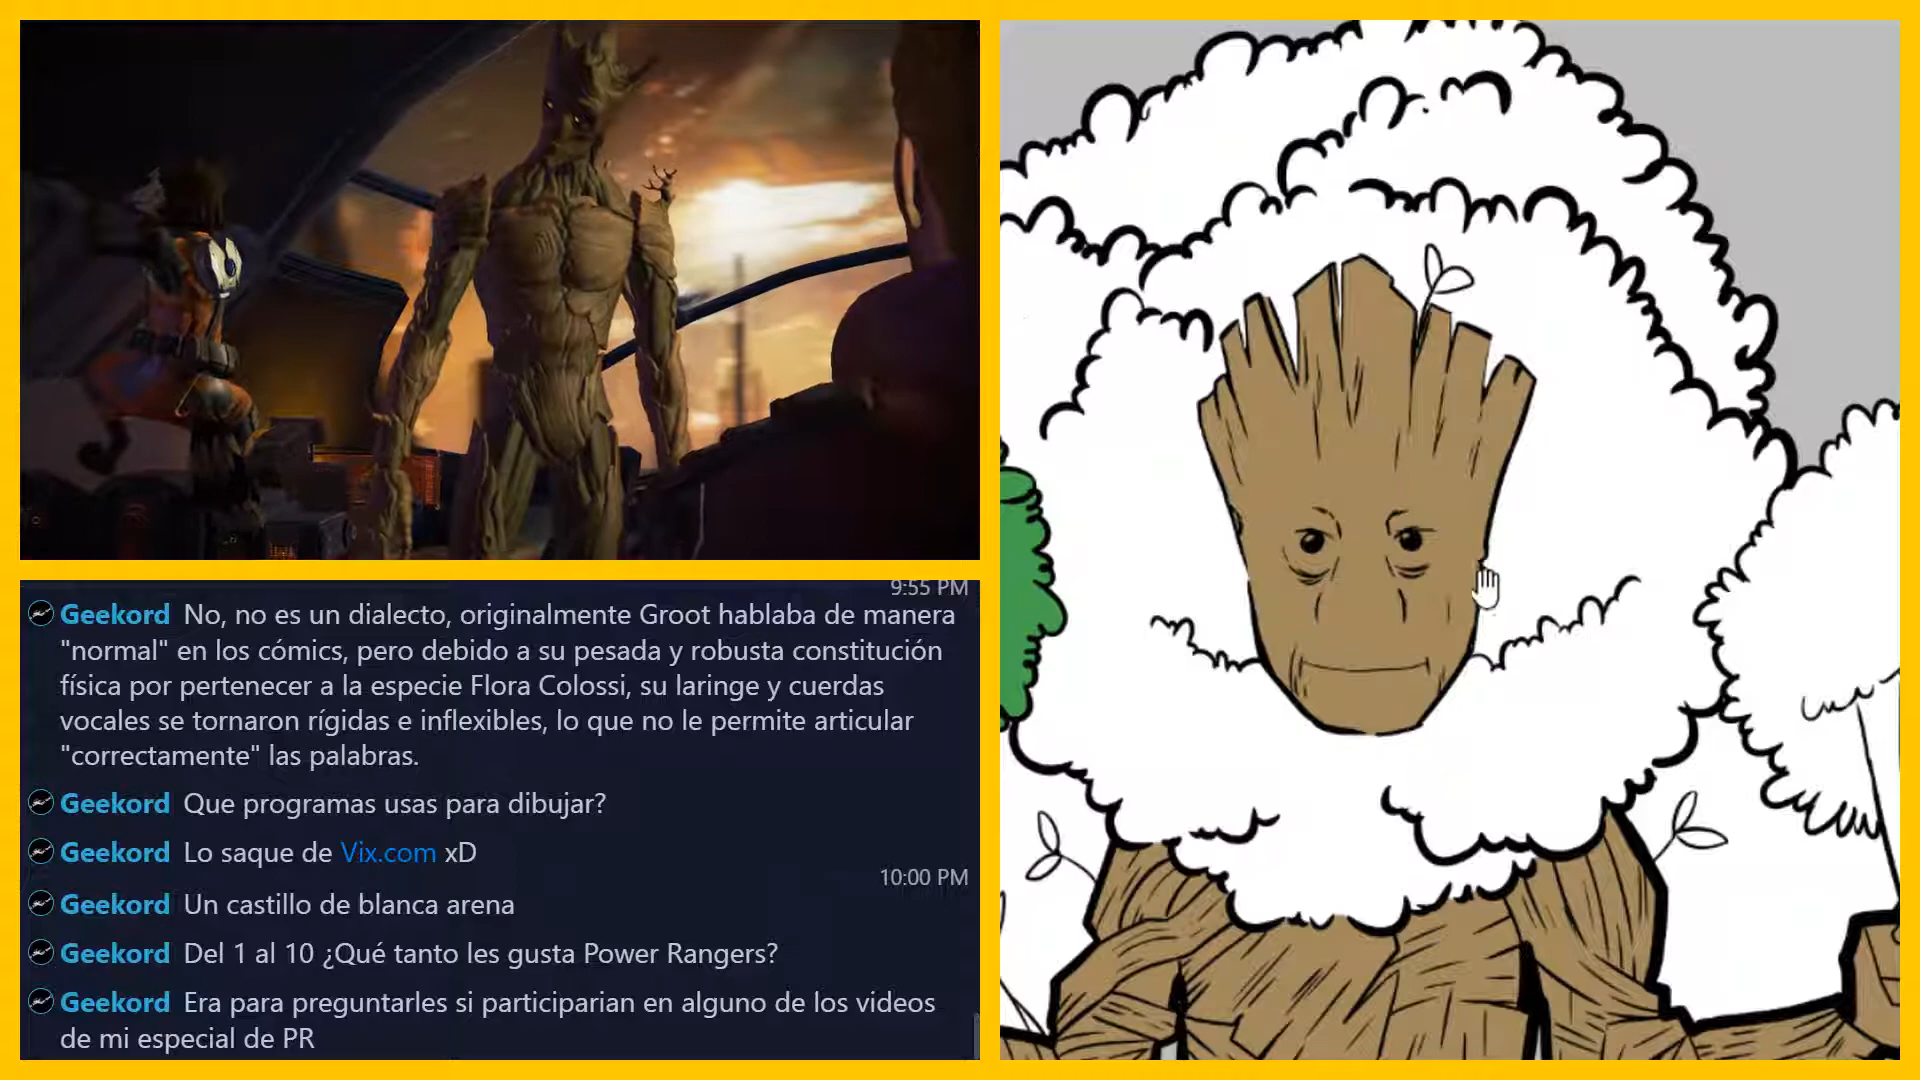 9:55 PM
Geekord No, no es un dialecto, originalmente Groot hablaba de manera
"normal" en los cómics, pero debido a su pesada y robusta constitución
física por pertenecer a la especie Flora Colossi, su laringe y cuerdas
vocales se tornaron rígidas e inflexibles, lo que no le permite articular
"correctamente" las palabras.
Geekord Que programas usas para dibujar?
Geekord Lo saque de Vix.com xD
10:00 PM
Geekord Un castillo de blanca arena
Geekord Del 1 al 10 ¿Qué tanto les gusta Power Rangers?
Geekord Era para preguntarles si participarian en alguno de los videos
de mi especial de PR